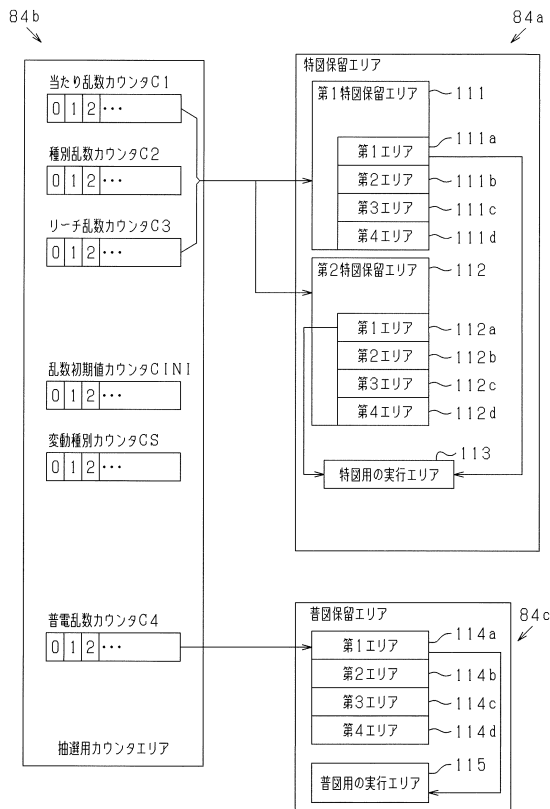 84b
当たり乱数カウンタC1
0 1 2 ・・・
種別乱数カウンタC2
0 1 2 ・・・
リーチ乱数カウンタC3
0 1 2 ・・・
乱数初期値カウンタCINI
0 1 2 ・・・
変動種別カウンタCS
0 1 2 ・・・
普電乱数カウンタC4
0 1 2 ・・・
抽選用カウンタエリア
84a
特図保留エリア
第1特図保留エリア 111
第1エリア 111a
第2エリア 111b
第3エリア 111c
第4エリア 111d
第2特図保留エリア 112
第1エリア 112a
第2エリア 112b
第3エリア 112c
第4エリア 112d
特図用の実行エリア 113
84c
普図保留エリア
第1エリア 114a
第2エリア 114b
第3エリア 114c
第4エリア 114d
普図用の実行エリア 115